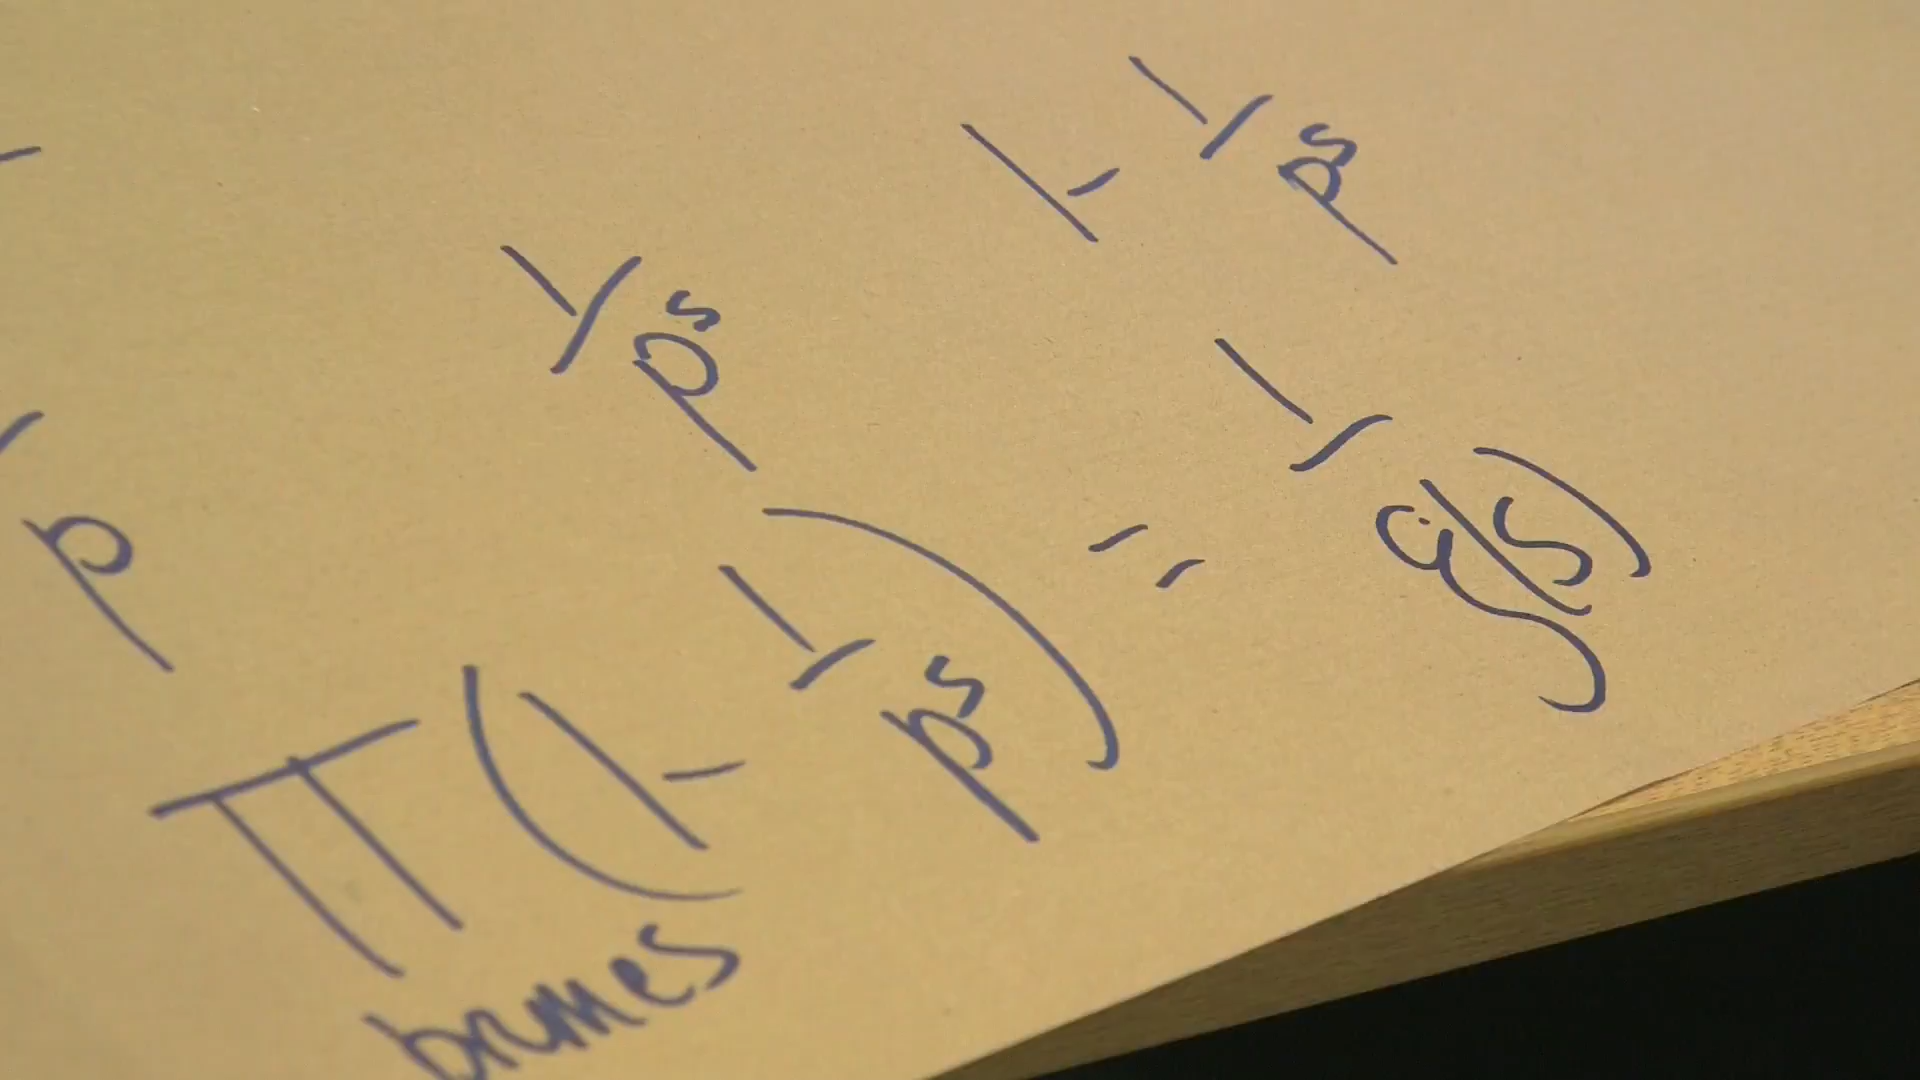 1/p
1/p^s
1 - 1/p^s
∏ (1 - 1/p^s) = 1/ξ(s)
primes